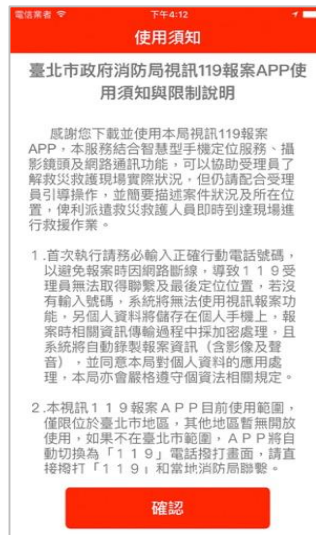 電信業者 下午4:12
使用須知
臺北市政府消防局視訊119報案APP使
用須知與限制說明
感謝您下載並使用本局視訊119報案
APP，本服務結合智慧型手機定位服務、攝
影鏡頭及網路通訊功能，可以協助受理員了
解救災救護現場實際狀況，但仍請配合受理
員引導操作，並簡要描述案件狀況及所在位
置，俾利派遣救災救護人員即時到達現場進
行救援作業。
１.首次執行請務必輸入正確行動電話號碼，
以避免報案時因網路斷線，導致１１９受
理員無法取得聯繫及最後定位位置，若沒
有輸入號碼，系統將無法使用視訊報案功
能，另個人資料將儲存在個人手機上，報
案時相關資訊傳輸過程中採加密處理，且
系統將自動錄製報案資訊（含影像及聲
音），並同意本局對個人資料的應用處
理，本局亦會嚴格遵守個資法相關規定。
２.本視訊１１９報案ＡＰＰ目前使用範圍，
僅限位於臺北市地區，其他地區暫無開放
使用，如果不在臺北市範圍，ＡＰＰ將自
動切換為「１１９」電話撥打畫面，請直
接撥打「１１９」和當地消防局聯繫。
確認